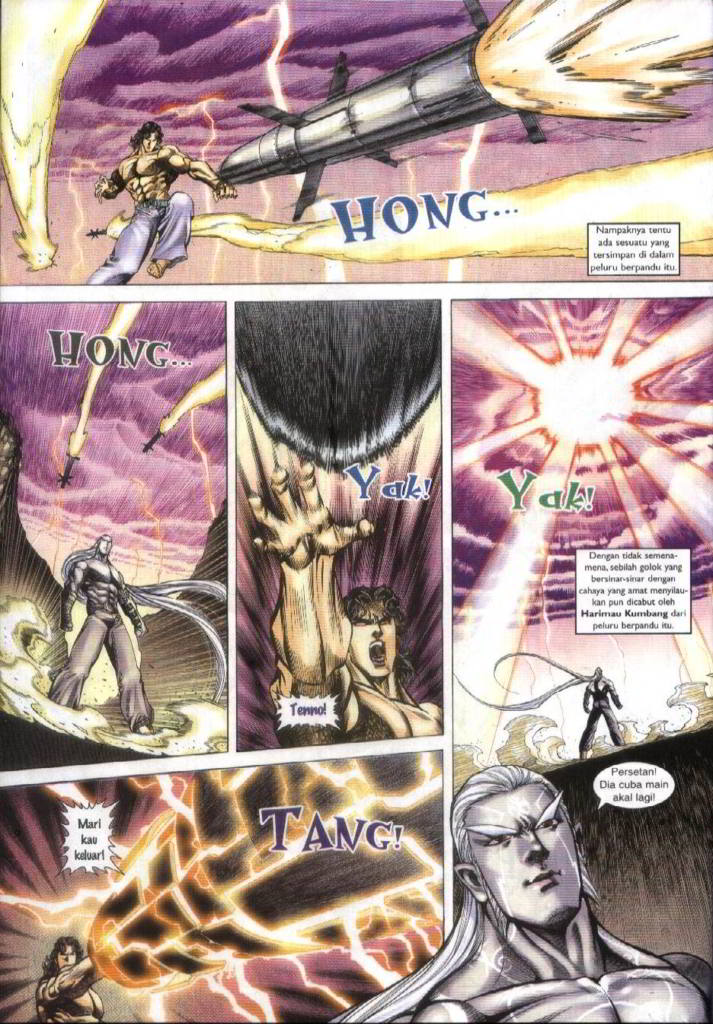 HONG...
Nampaknya tentu
ada sesuatu yang
tersimpan di dalam
peluru berpandu itu.
HONG...
Yak!
Tenno!
Yak!
Dengan tidak semena-
mena, sebilah golok yang
bersinar-sinar dengan
cahaya yang amat menyilau-
kan pun dicabut oleh
Harimau Kumbang dari
peluru berpandu itu.
Mari
kau
keluar!
TANG!
Persetan!
Dia cuba main
akal lagi!